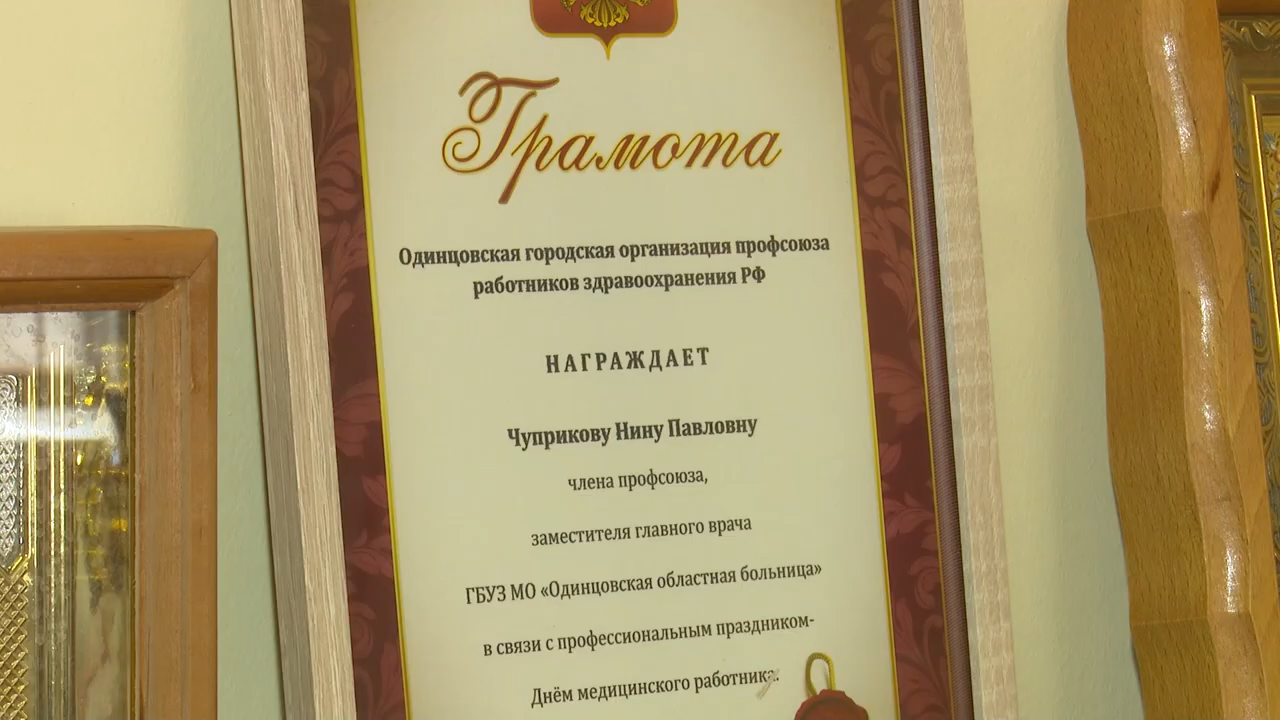 Грамота
Одинцовская городская организация профсоюза
работников здравоохранения РФ
НАГРАЖДАЕТ
Чуприкову Нину Павловну
члена профсоюза,
заместителя главного врача
ГБУЗ МО «Одинцовская областная больница»
в связи с профессиональным праздником-
Днём медицинского работника.